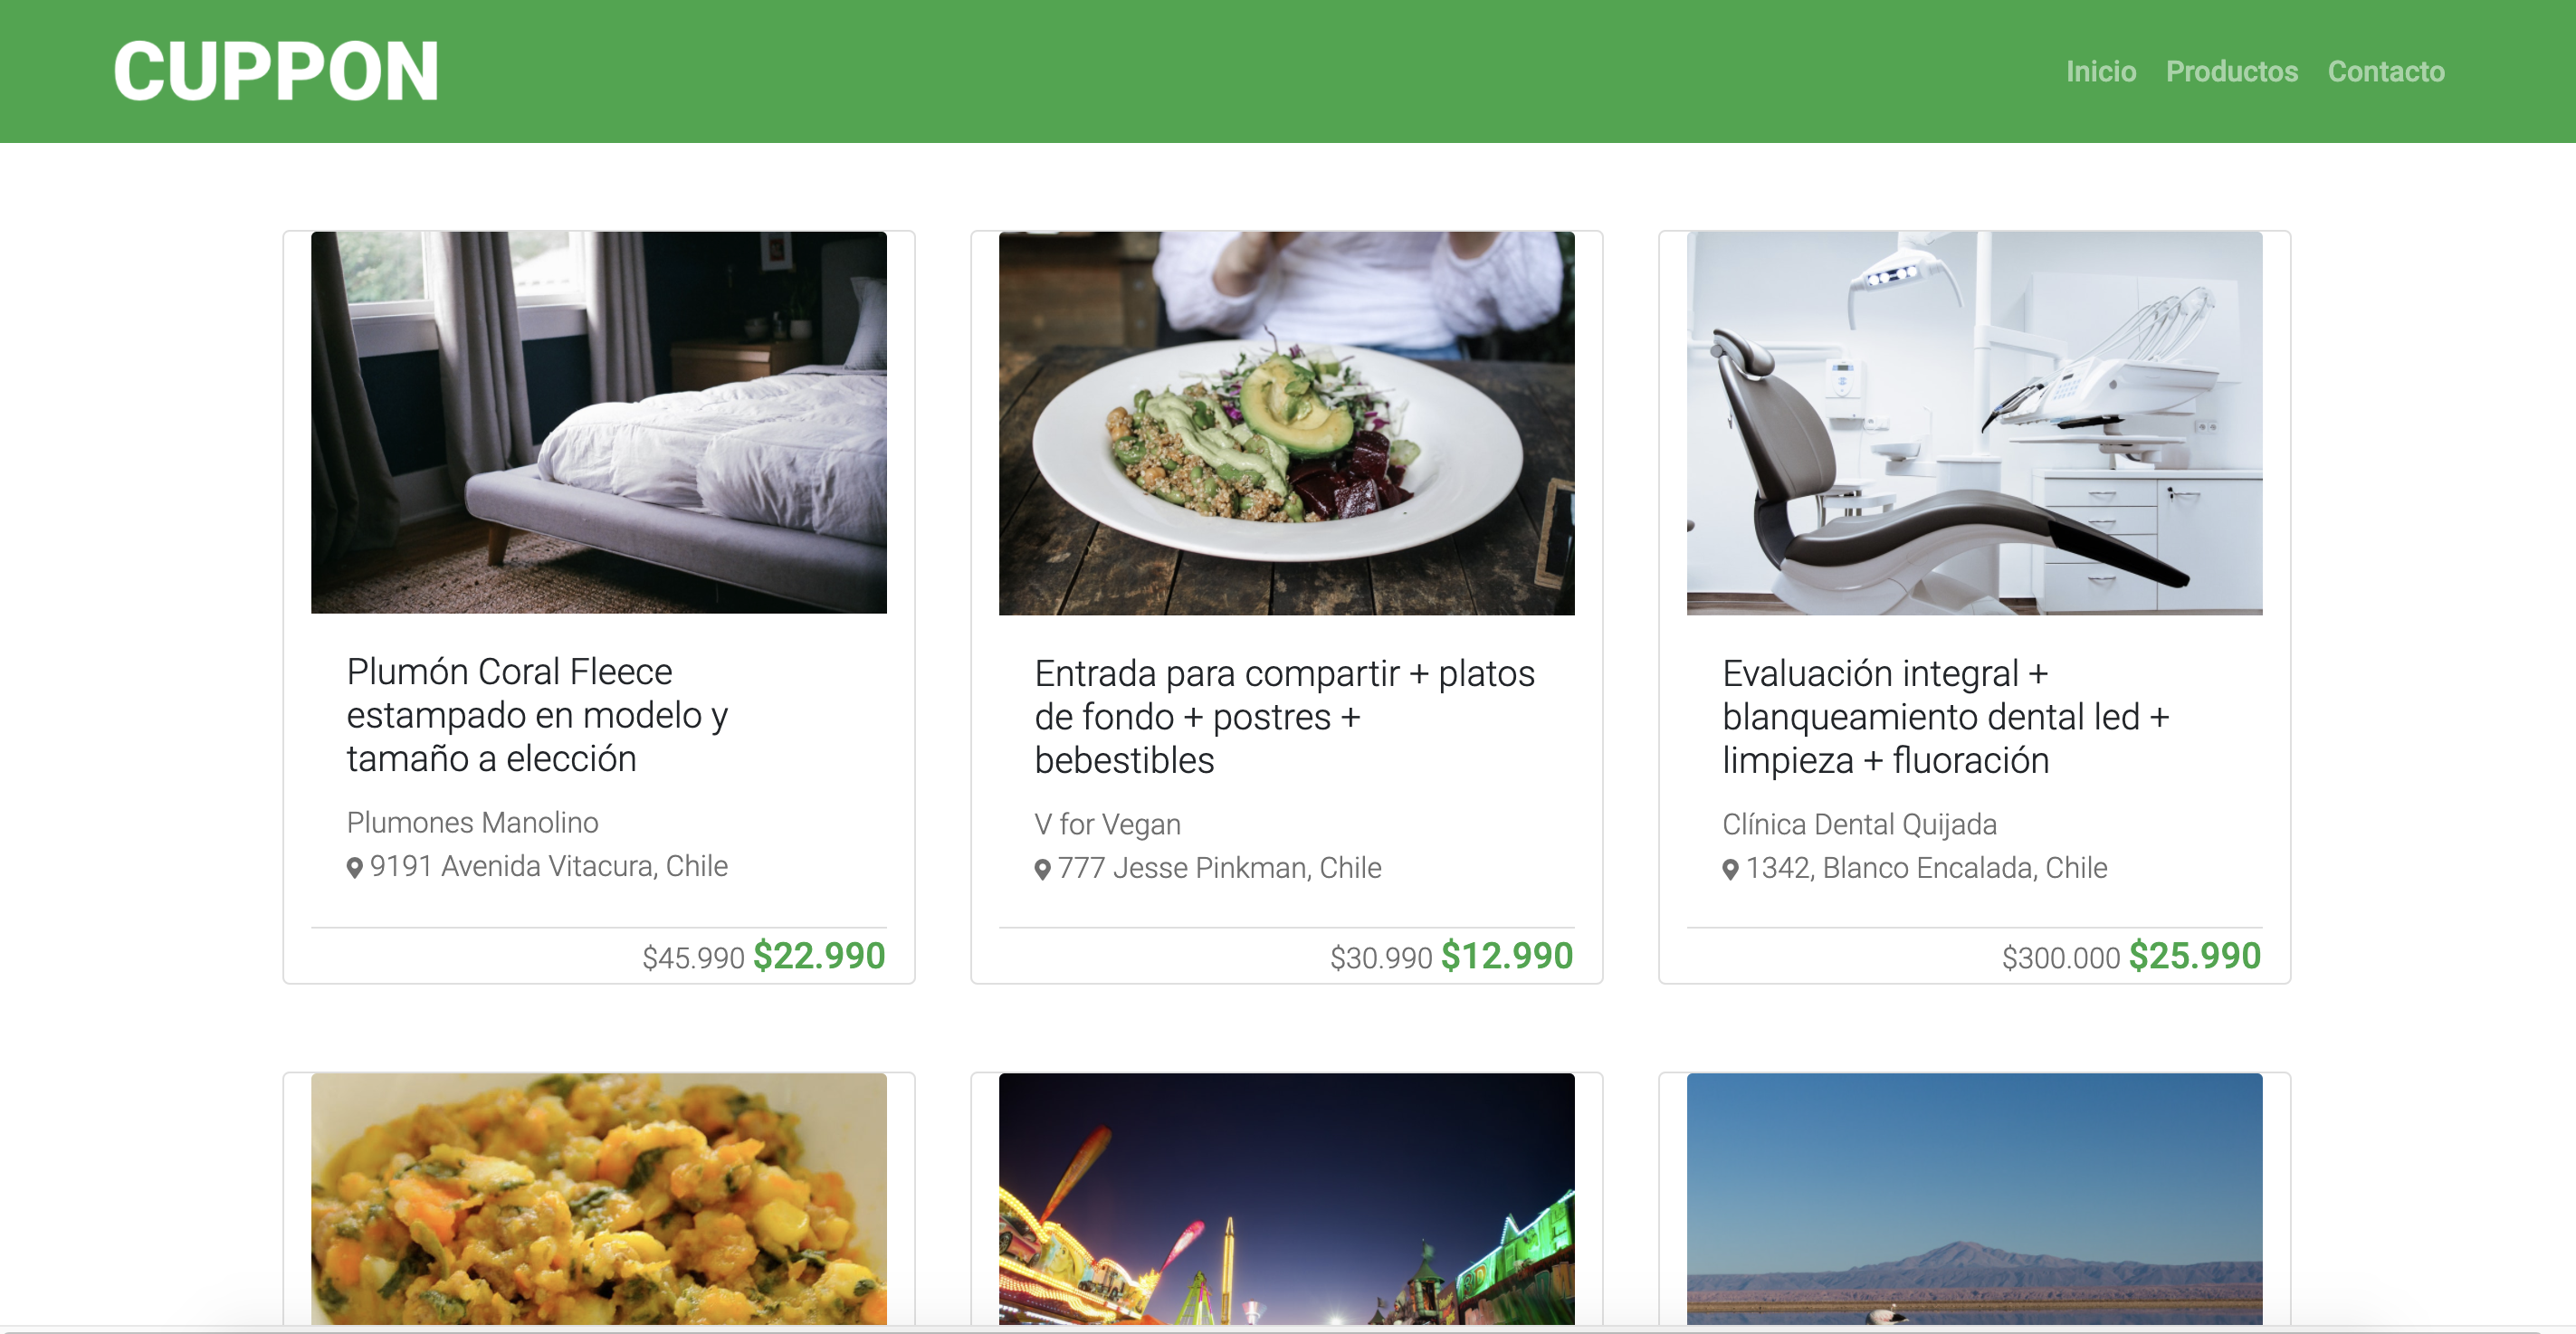 CUPPON
Inicio Productos Contacto
Plumón Coral Fleece
estampado en modelo y
tamaño a elección
Plumones Manolino
9191 Avenida Vitacura, Chile
$45.990 $22.990
Entrada para compartir + platos
de fondo + postres +
bebestibles
V for Vegan
777 Jesse Pinkman, Chile
$30.990 $12.990
Evaluación integral +
blanqueamiento dental led +
limpieza + fluoración
Clínica Dental Quijada
1342, Blanco Encalada, Chile
$300.000 $25.990